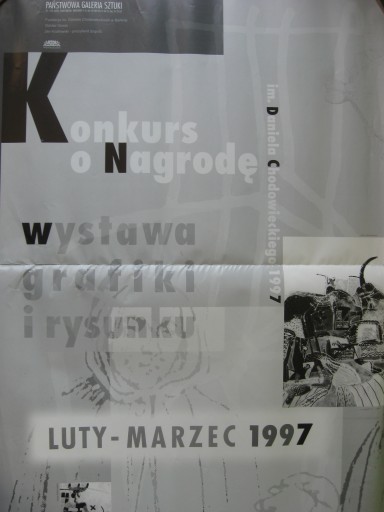 PAŃSTWOWA GALERIA SZTUKI
Konkurs
o Nagrodę
im. Daniela Chodowieckiego 1997
wystawa
grafiki
i rysunku
LUTY - MARZEC 1997